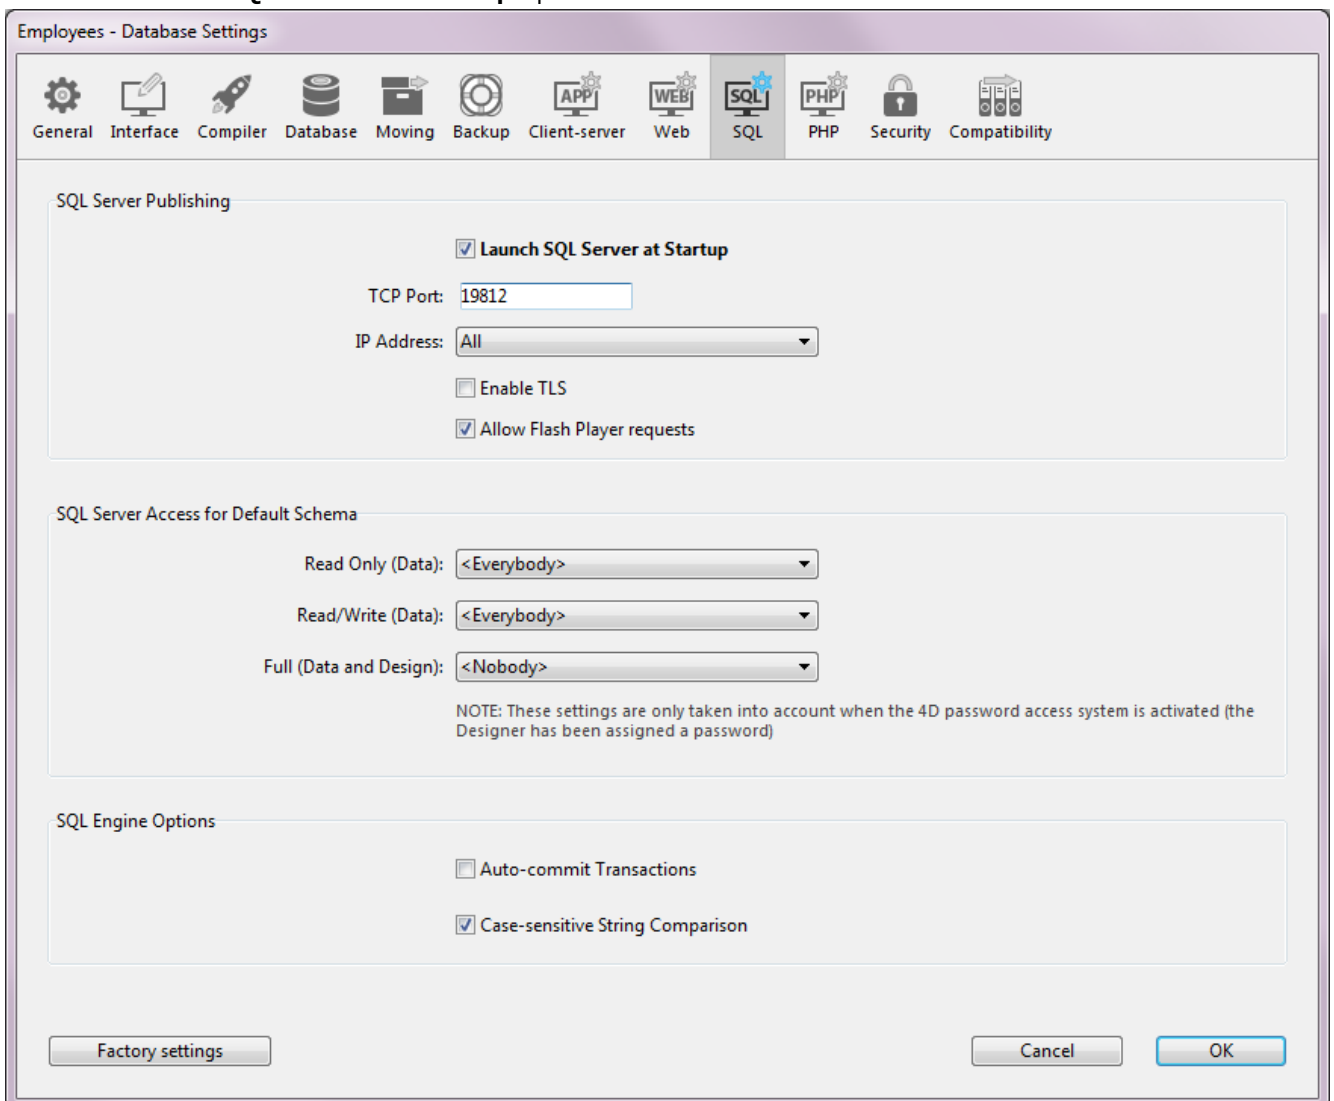 Employees - Database Settings
APP WEB SQL PHP
General Interface Compiler Database Moving Backup Client-server Web SQL PHP Security Compatibility
SQL Server Publishing
Launch SQL Server at Startup
TCP Port: 19812
IP Address: All
Enable TLS
Allow Flash Player requests
SQL Server Access for Default Schema
Read Only (Data): <Everybody>
Read/Write (Data): <Everybody>
Full (Data and Design): <Nobody>
NOTE: These settings are only taken into account when the 4D password access system is activated (the
Designer has been assigned a password)
SQL Engine Options
Auto-commit Transactions
Case-sensitive String Comparison
Factory settings Cancel OK